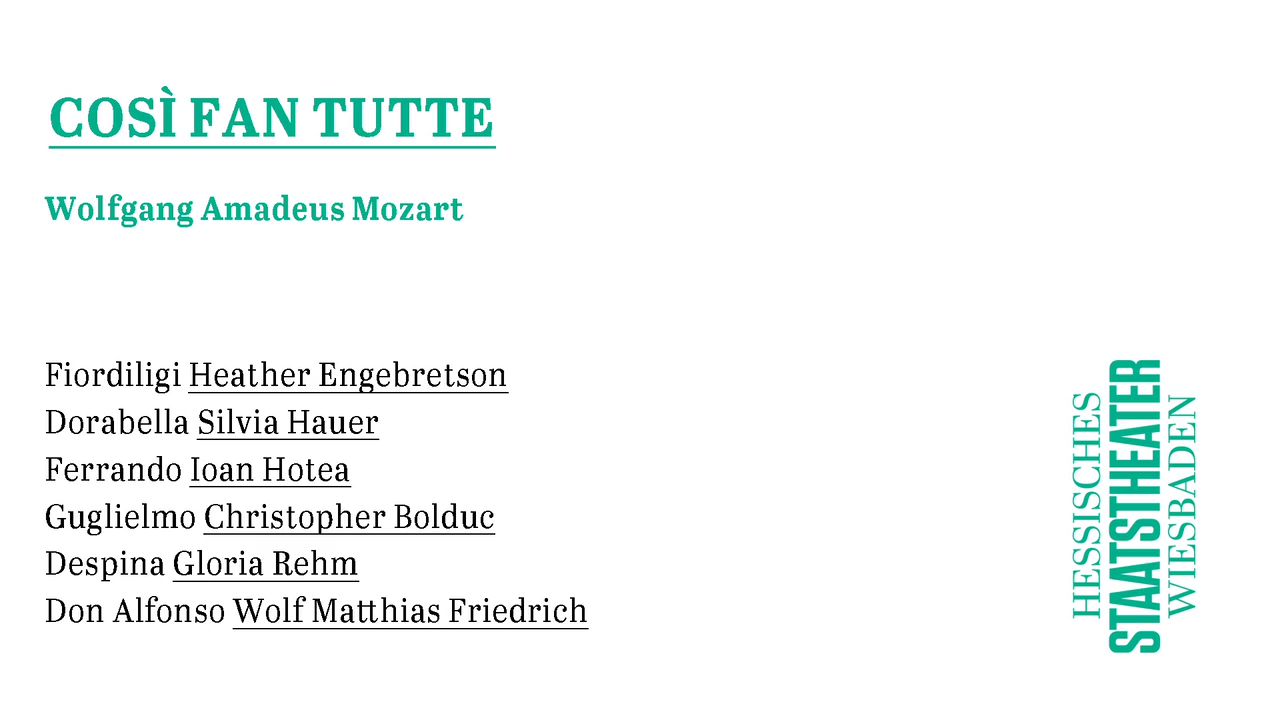 COSÌ FAN TUTTE
Wolfgang Amadeus Mozart
Fiordiligi Heather Engebretson
Dorabella Silvia Hauer
Ferrando Ioan Hotea
Guglielmo Christopher Bolduc
Despina Gloria Rehm
Don Alfonso Wolf Matthias Friedrich
HESSISCHES
STAATSTHEATER
WIESBADEN